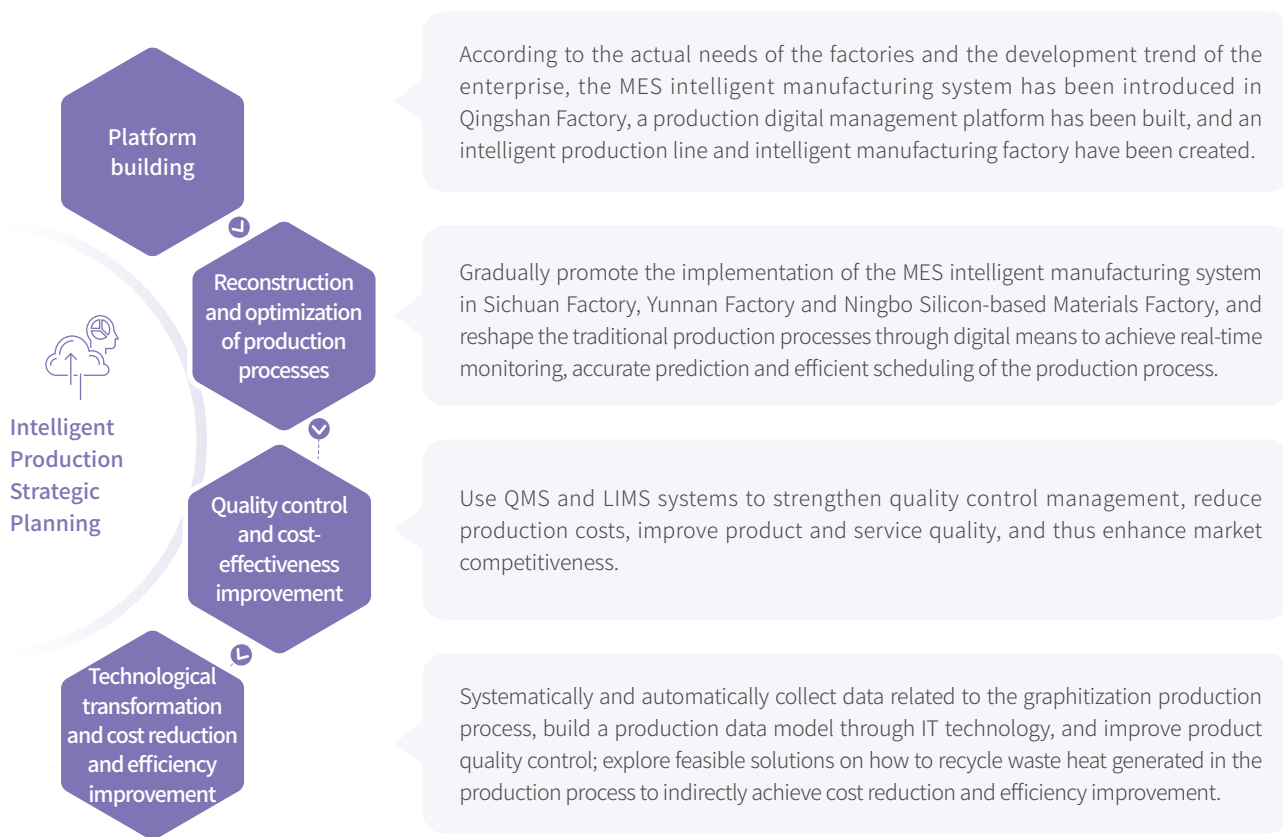 Intelligent
Production
Strategic
Planning
Platform
building
According to the actual needs of the factories and the development trend of the
enterprise, the MES intelligent manufacturing system has been introduced in
Qingshan Factory, a production digital management platform has been built, and an
intelligent production line and intelligent manufacturing factory have been created.
Reconstruction
and optimization
of production
processes
Gradually promote the implementation of the MES intelligent manufacturing system
in Sichuan Factory, Yunnan Factory and Ningbo Silicon-based Materials Factory, and
reshape the traditional production processes through digital means to achieve real-time
monitoring, accurate prediction and efficient scheduling of the production process.
Quality control
and cost-
effectiveness
improvement
Use QMS and LIMS systems to strengthen quality control management, reduce
production costs, improve product and service quality, and thus enhance market
competitiveness.
Technological
transformation
and cost reduction
and efficiency
improvement
Systematically and automatically collect data related to the graphitization production
process, build a production data model through IT technology, and improve product
quality control; explore feasible solutions on how to recycle waste heat generated in the
production process to indirectly achieve cost reduction and efficiency improvement.